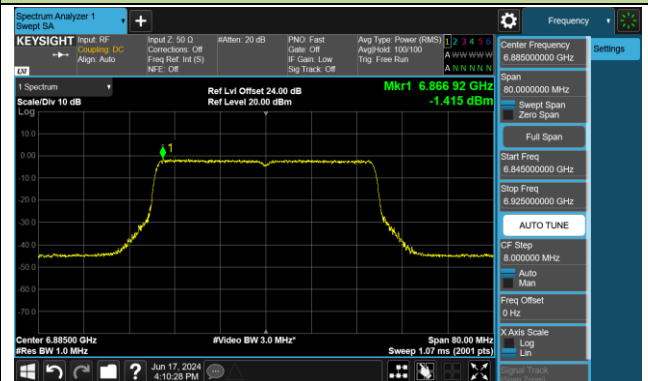 Spectrum Analyzer 1
Swept SA
Frequency
KEYSIGHT
Input: RF
Coupling: DC
Align: Auto
Input Z: 50 Ω
Corrections: Off
Freq Ref: Int (S)
NFE: Off
#Atten: 20 dB
PNO: Fast
Gate: Off
IF Gain: Low
Sig Track: Off
Avg Type: Power (RMS)
Avg|Hold: 100/100
Trig: Free Run
1 2 3 4 5 6
A W W W W W
A N N N N N
LXI
1 Spectrum
Scale/Div 10 dB
Log
Ref Lvl Offset 24.00 dB
Ref Level 20.00 dBm
Mkr1 6.866 92 GHz
-1.415 dBm
1
10.0
0.00
-10.0
-20.0
-30.0
-40.0
-50.0
-60.0
-70.0
Center 6.88500 GHz
#Res BW 1.0 MHz
#Video BW 3.0 MHz*
Span 80.00 MHz
Sweep 1.07 ms (2001 pts)
Jun 17, 2024
4:10:28 PM
Center Frequency
6.885000000 GHz
Settings
Span
80.0000000 MHz
Swept Span
Zero Span
Full Span
Start Freq
6.845000000 GHz
Stop Freq
6.925000000 GHz
AUTO TUNE
CF Step
8.000000 MHz
Auto
Man
Freq Offset
0 Hz
X Axis Scale
Log
Lin
Signal Track